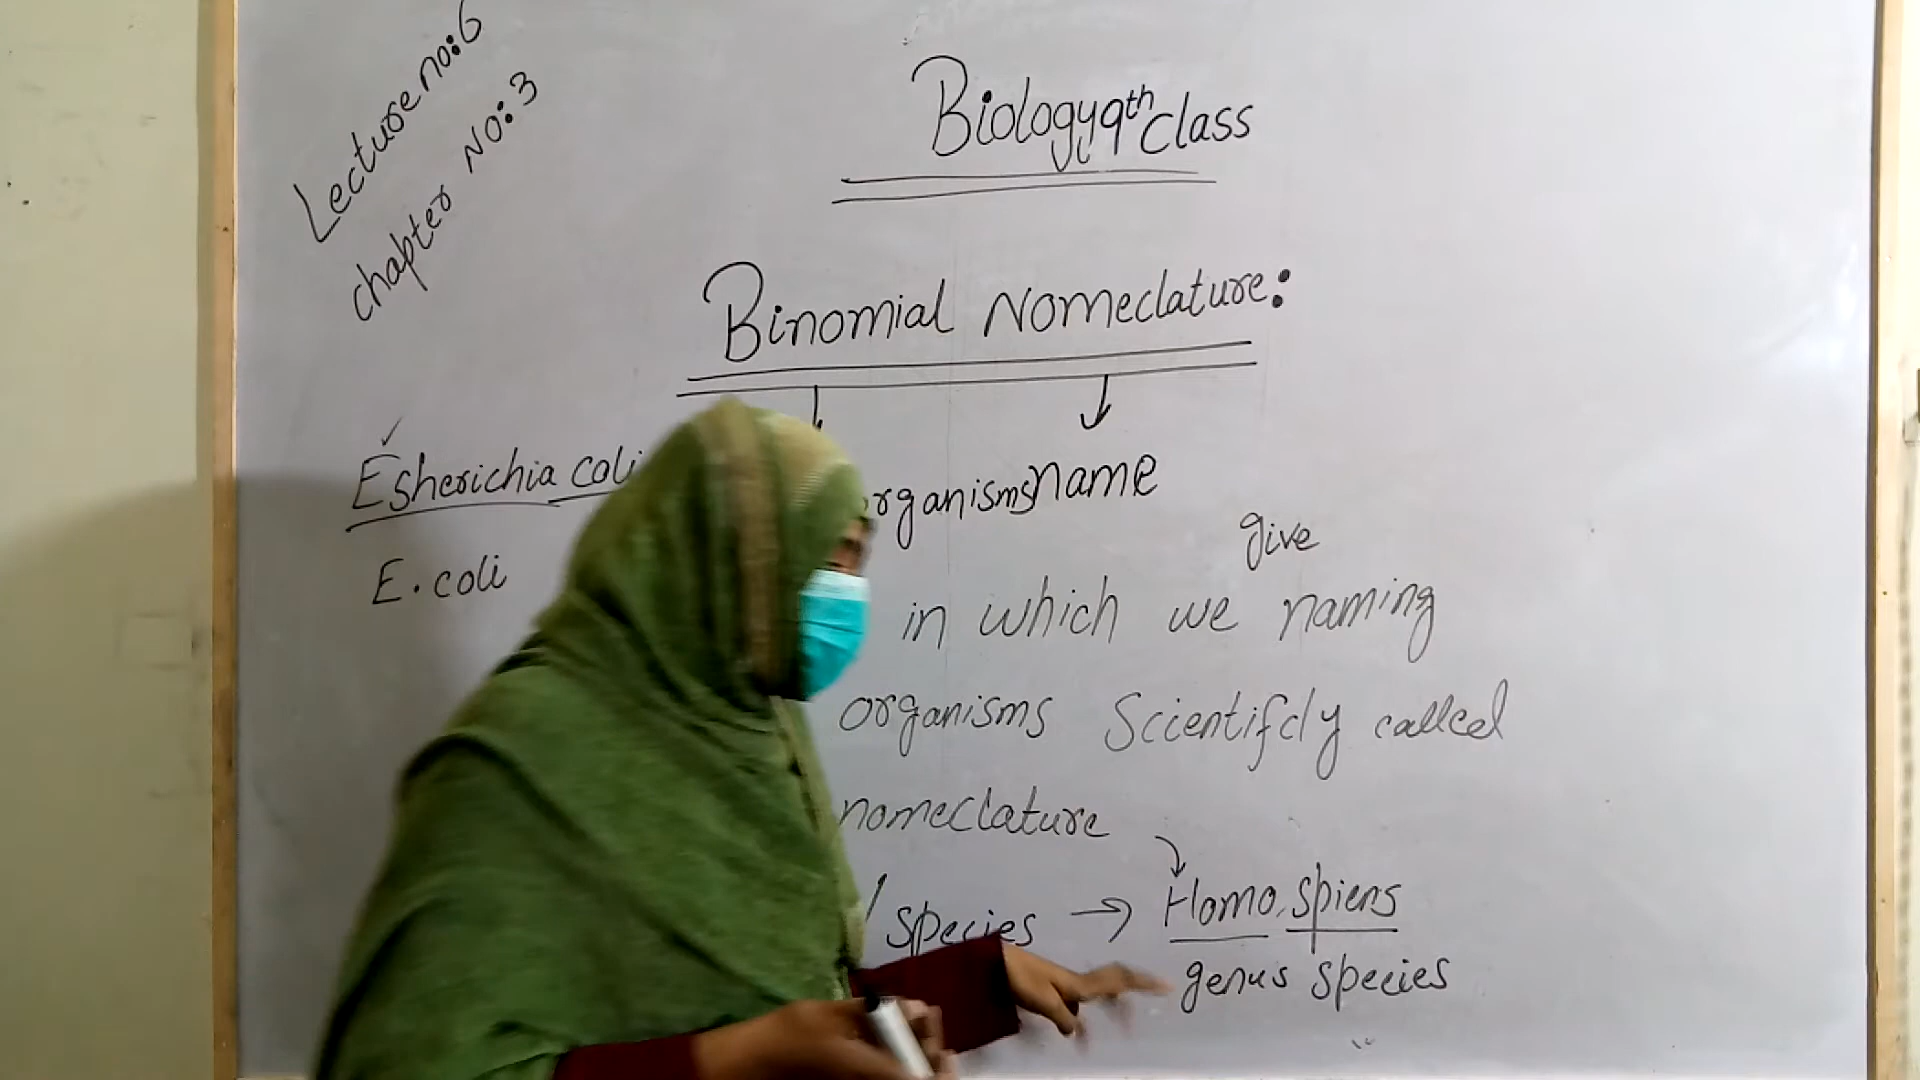 Lecture no:6
chapter No:3
Biology 9th class
Binomial Nomeclature:
Esherichia coli
E. coli
organisms name
give
in which we naming
organisms Scientifcly called
nomeclature
/ species → Homo, Spiens
genus species